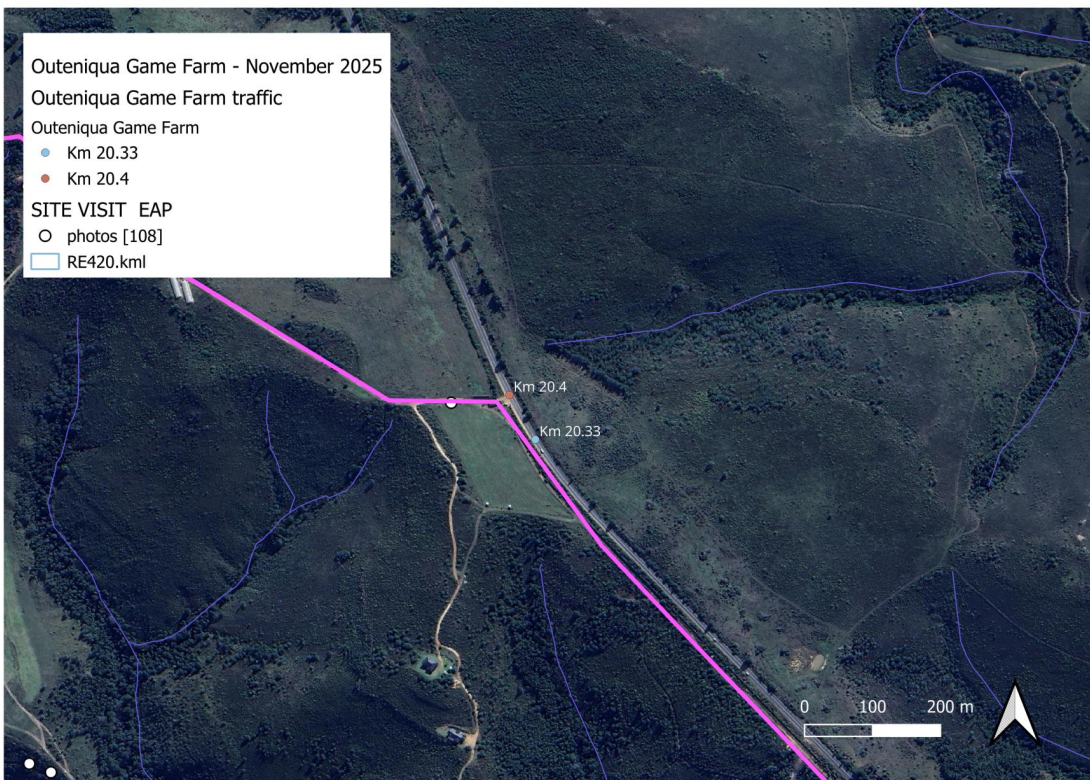 Outeniqua Game Farm - November 2025
Outeniqua Game Farm traffic
Outeniqua Game Farm
Km 20.33
Km 20.4
SITE VISIT EAP
photos [108]
RE420.kml
Km 20.4
Km 20.33
0 100 200 m